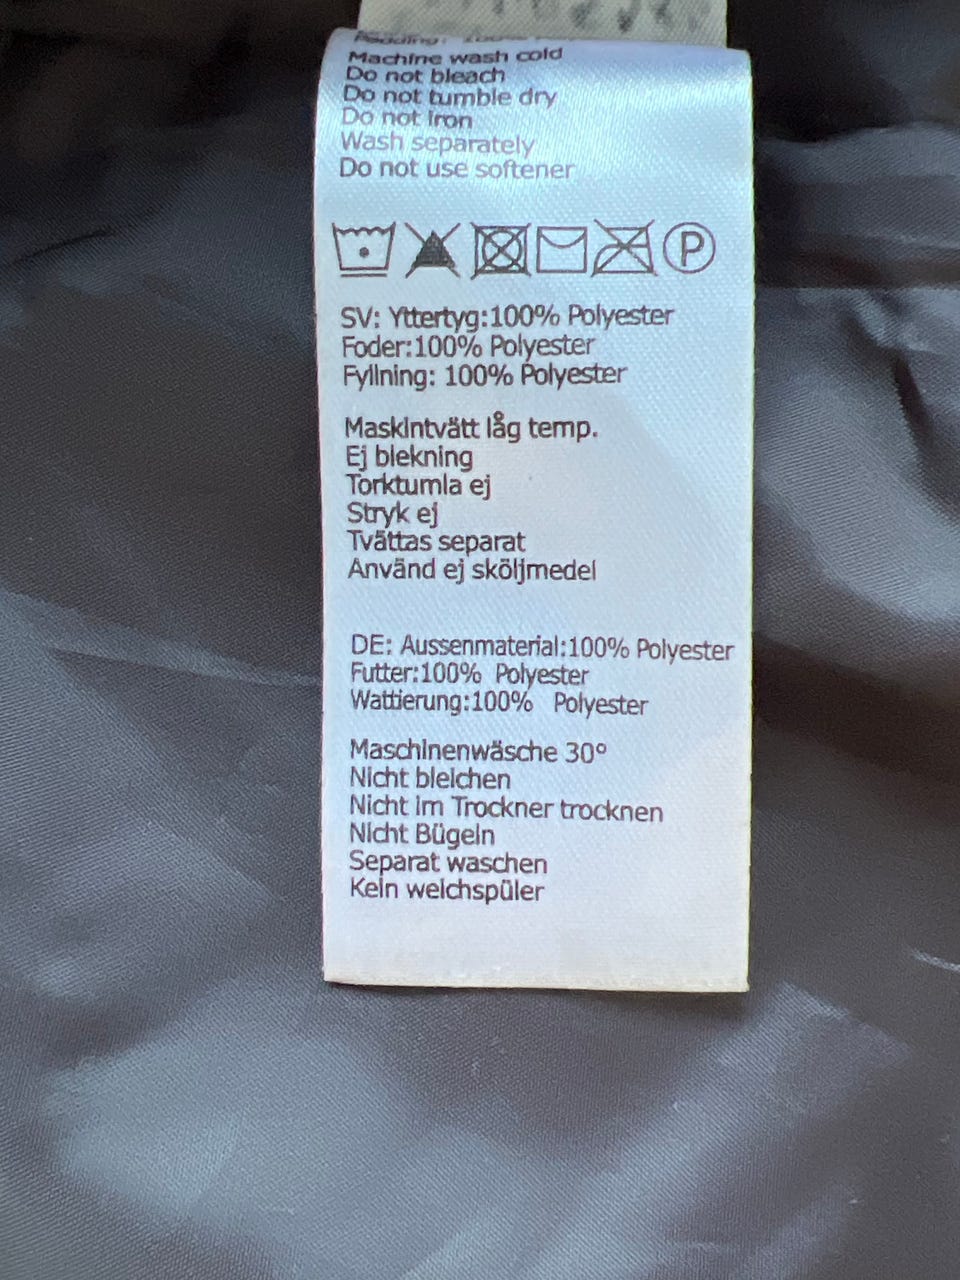 Padding: 100%
Machine wash cold
Do not bleach
Do not tumble dry
Do not iron
Wash separately
Do not use softener
P
SV: Yttertyg:100% Polyester
Foder:100% Polyester
Fyllning: 100% Polyester
Maskintvätt låg temp.
Ej blekning
Torktumla ej
Stryk ej
Tvättas separat
Använd ej sköljmedel
DE: Aussenmaterial:100% Polyester
Futter:100% Polyester
Wattierung:100% Polyester
Maschinenwäsche 30°
Nicht bleichen
Nicht im Trockner trocknen
Nicht Bügeln
Separat waschen
Kein weichspüler